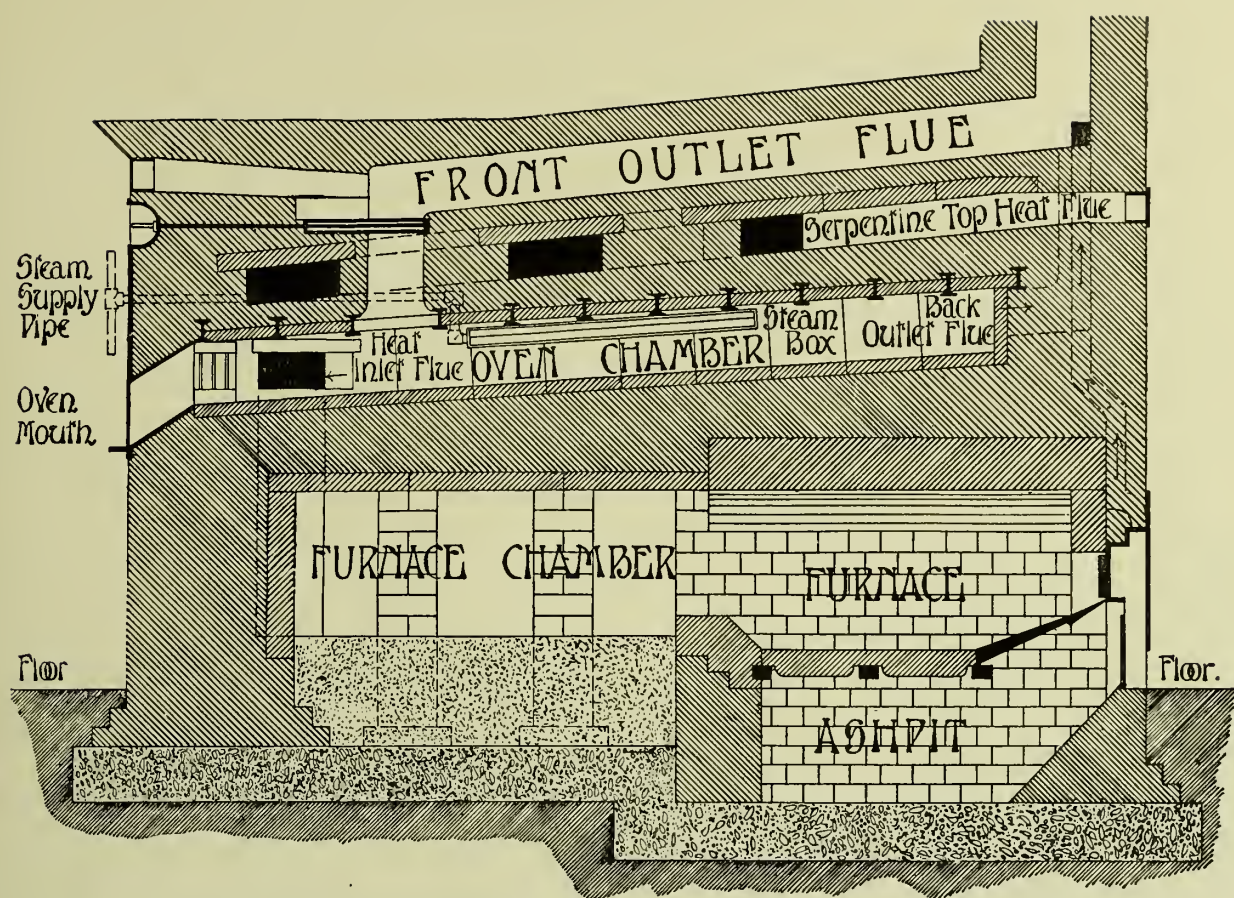 FRONT OUTLET FLUE
Serpentine Top Heat Flue
Steam
Supply
Pipe
Heat
Inlet Flue
OVEN CHAMBER
Steam
Box
Back
Outlet Flue
Oven
Mouth
FURNACE CHAMBER
FURNACE
Floor
Floor.
ASHPIT